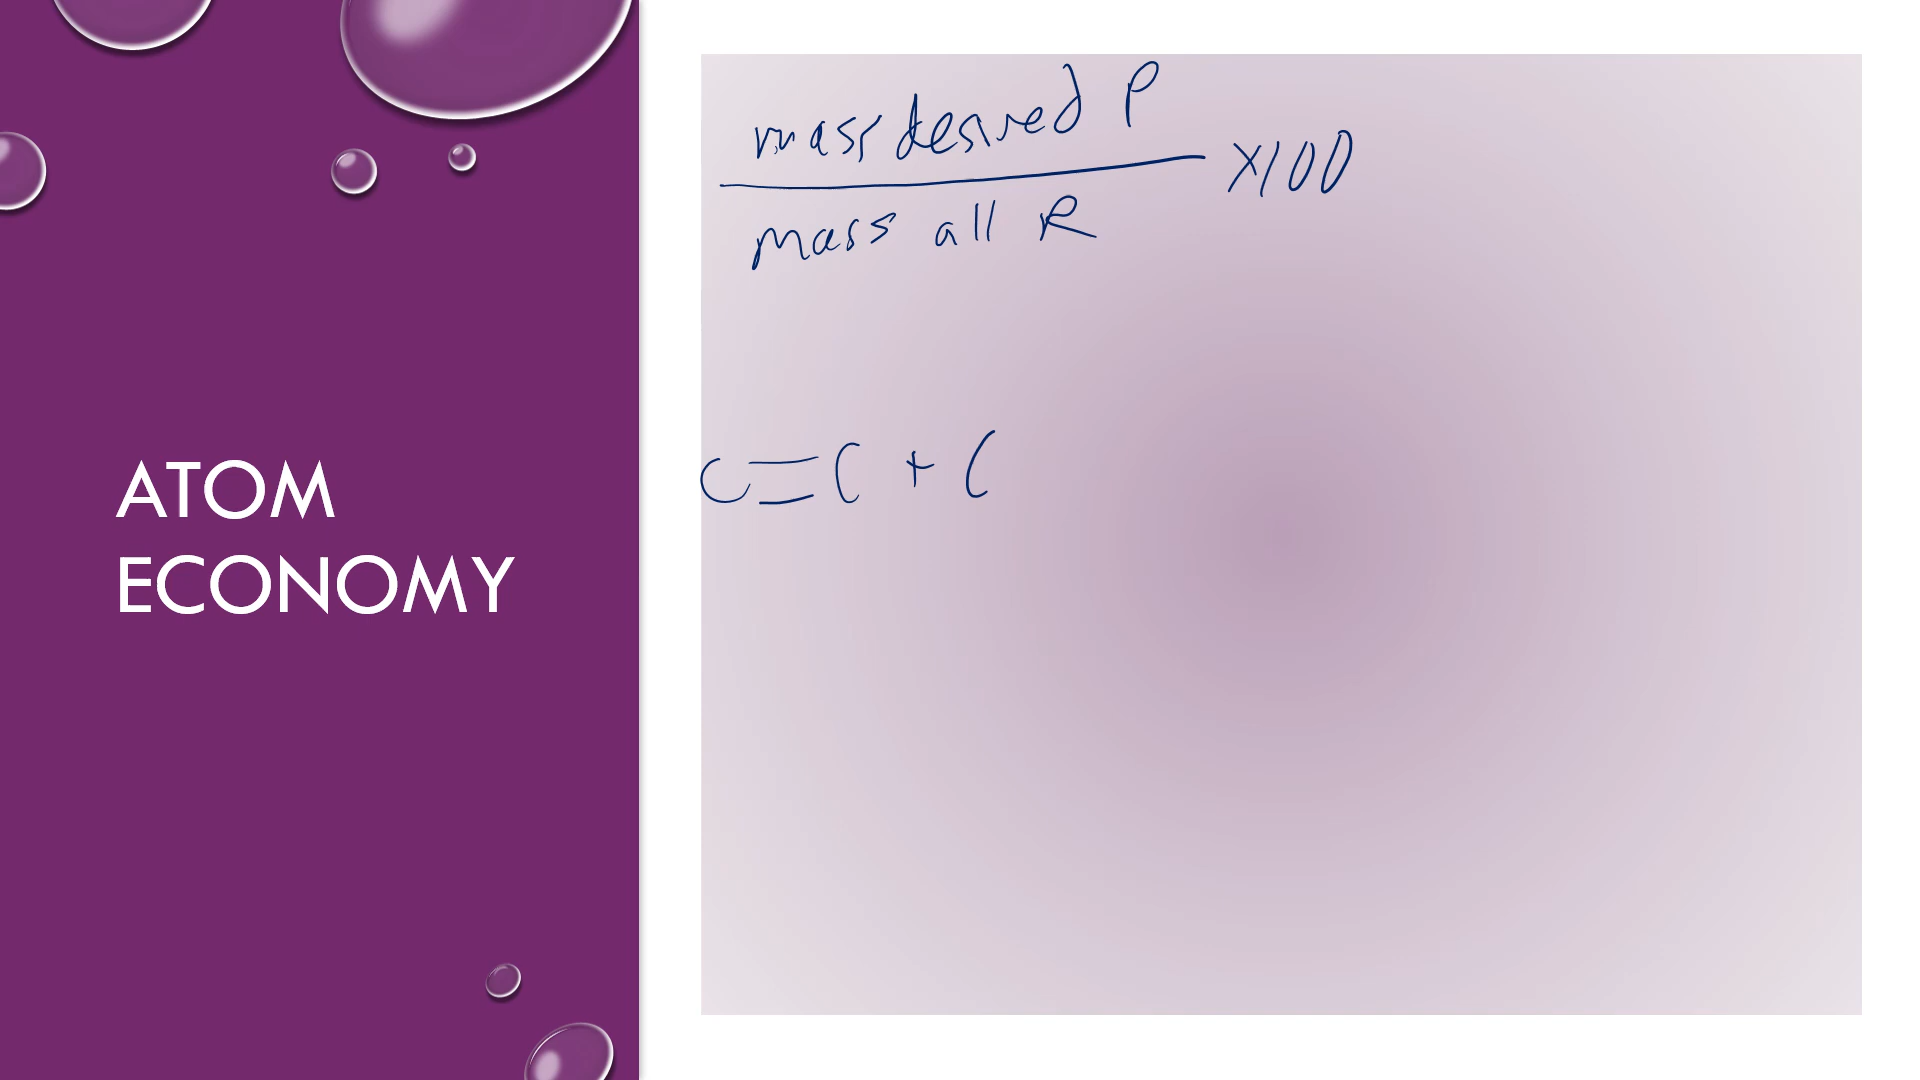 ATOM
ECONOMY
mass desired P
mass all R
x100
C=C + C